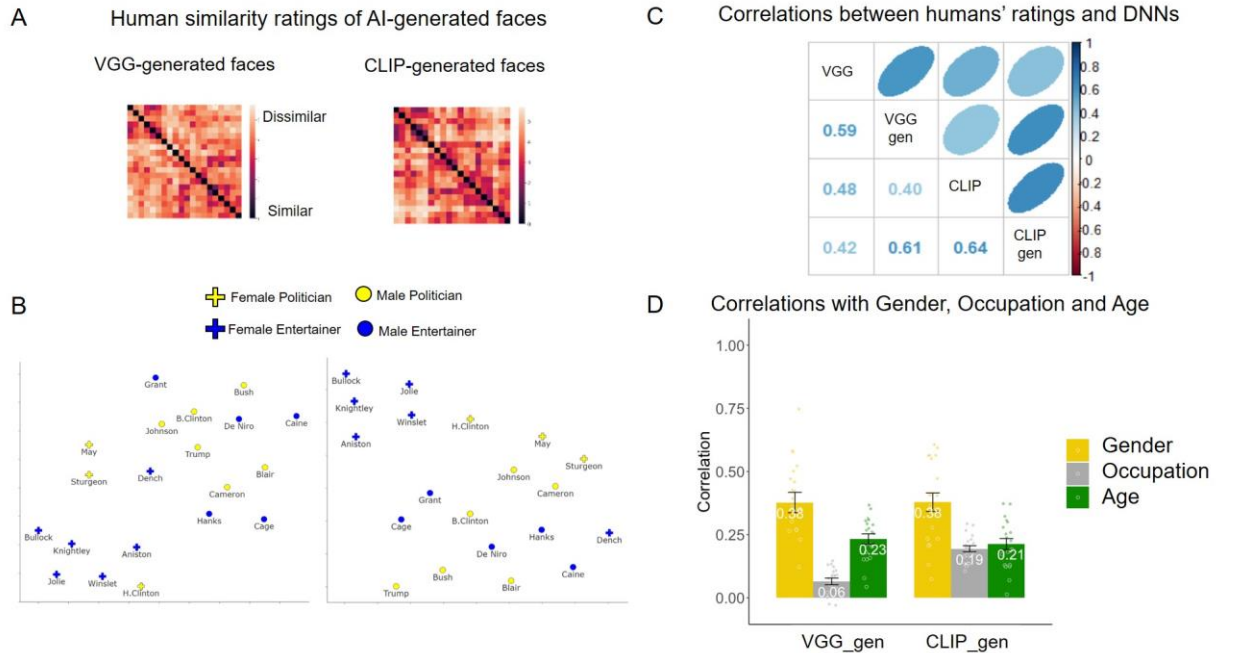 A
Human similarity ratings of AI-generated faces
VGG-generated faces
CLIP-generated faces
Dissimilar
Similar
B
Female Politician
Male Politician
Female Entertainer
Male Entertainer
Grant
Bush
B.Clinton
Johnson
De Niro
Caine
May
Trump
Sturgeon
Dench
Blair
Cameron
Hanks
Cage
Bullock
Knightley
Aniston
Jolie
Winslet
H.Clinton
Bullock
Jolie
Knightley
Winslet
H.Clinton
Aniston
May
Sturgeon
Johnson
Cameron
Grant
B.Clinton
Cage
Hanks
Dench
De Niro
Caine
Bush
Blair
Trump
C
Correlations between humans' ratings and DNNs
VGG
0.59
VGG
gen
0.48
0.40
CLIP
0.42
0.61
0.64
CLIP
gen
1
0.8
0.6
0.4
0.2
0
-0.2
-0.4
-0.6
-0.8
-1
D
Correlations with Gender, Occupation and Age
Correlation
1.00
0.75
0.50
0.25
0.00
0.38
0.06
0.23
0.38
0.19
0.21
VGG_gen
CLIP_gen
Gender
Occupation
Age